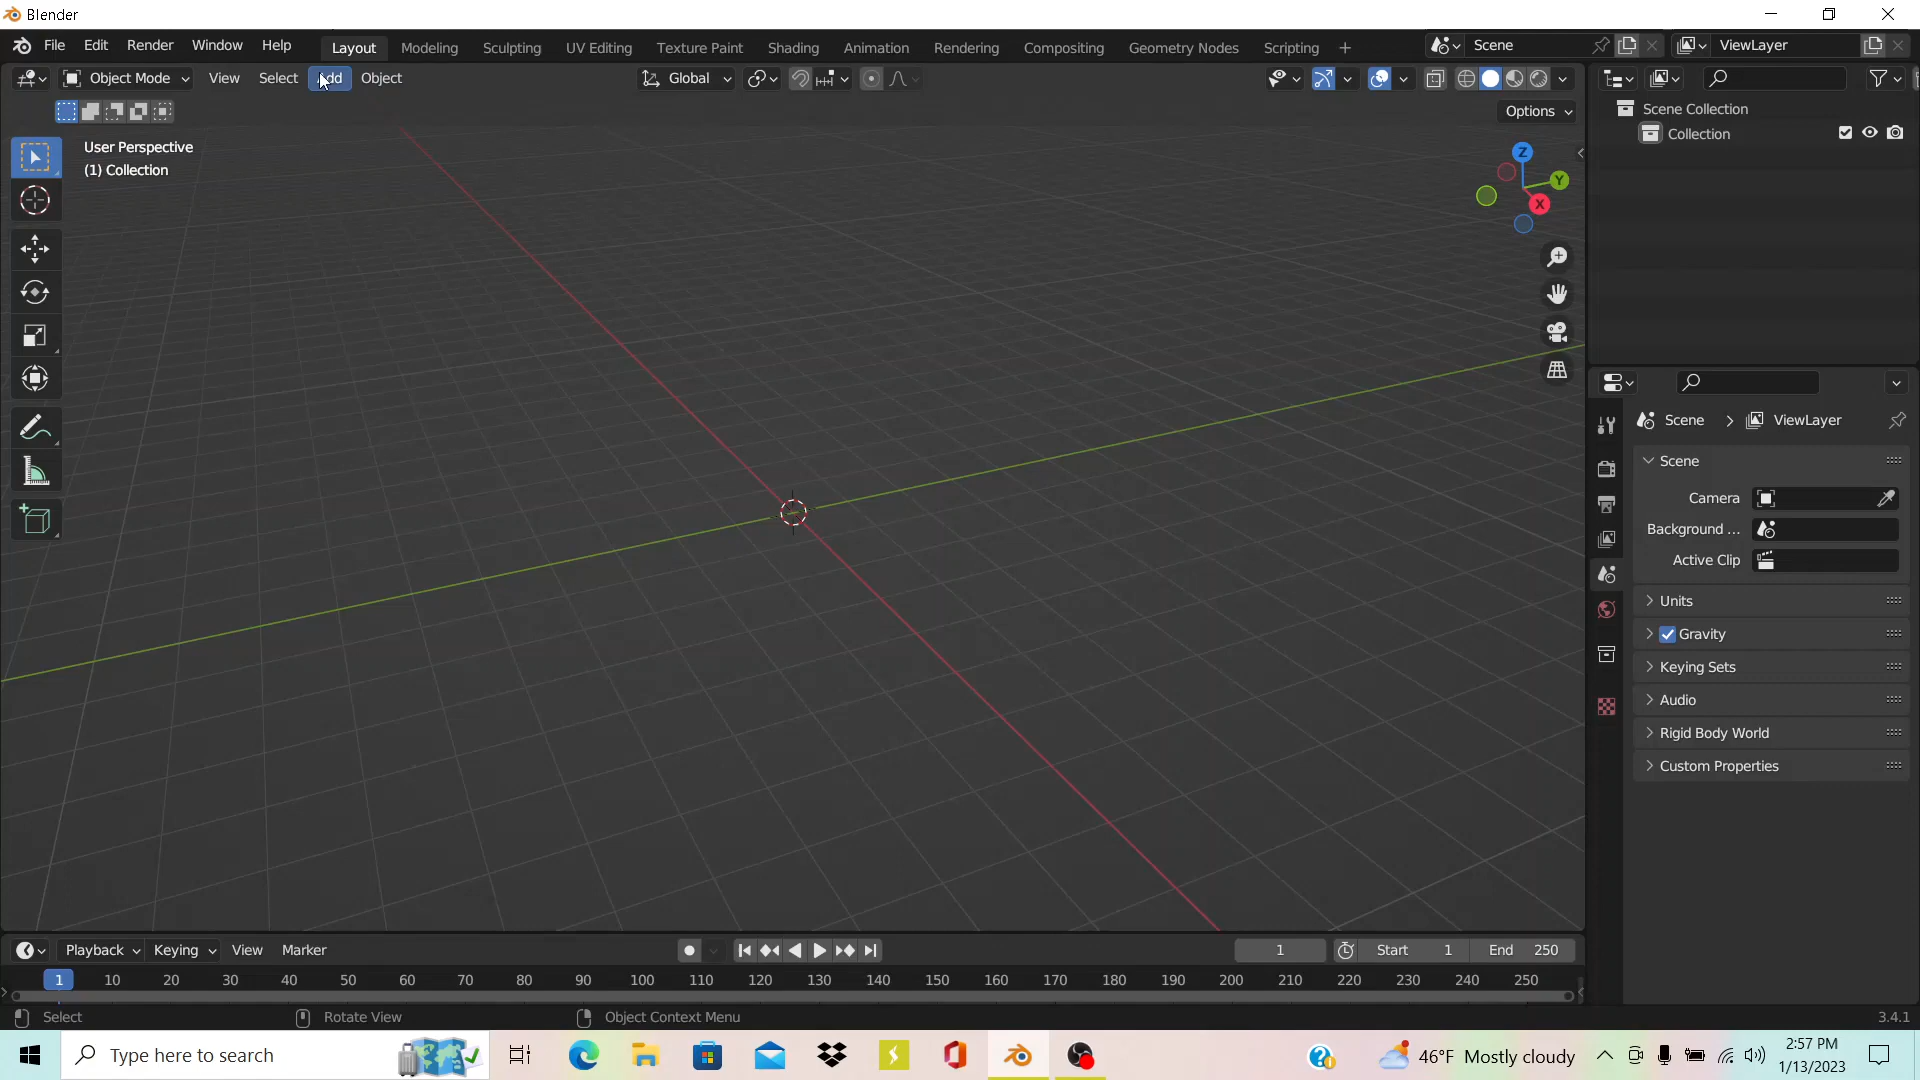 Blender
File Edit Render Window Help Layout Modeling Sculpting UV Editing Texture Paint Shading Animation Rendering Compositing Geometry Nodes Scripting + Scene ViewLayer
Object Mode View Select Add Object Global
Options
User Perspective
(1) Collection
Z
Y
X
Scene Collection
Collection
Scene > ViewLayer
Scene
Camera
Background ...
Active Clip
Units
Gravity
Keying Sets
Audio
Rigid Body World
Custom Properties
Playback Keying View Marker 1 Start 1 End 250
1 10 20 30 40 50 60 70 80 90 100 110 120 130 140 150 160 170 180 190 200 210 220 230 240 250
Select Rotate View Object Context Menu 3.4.1
Type here to search 46°F Mostly cloudy 2:57 PM
1/13/2023